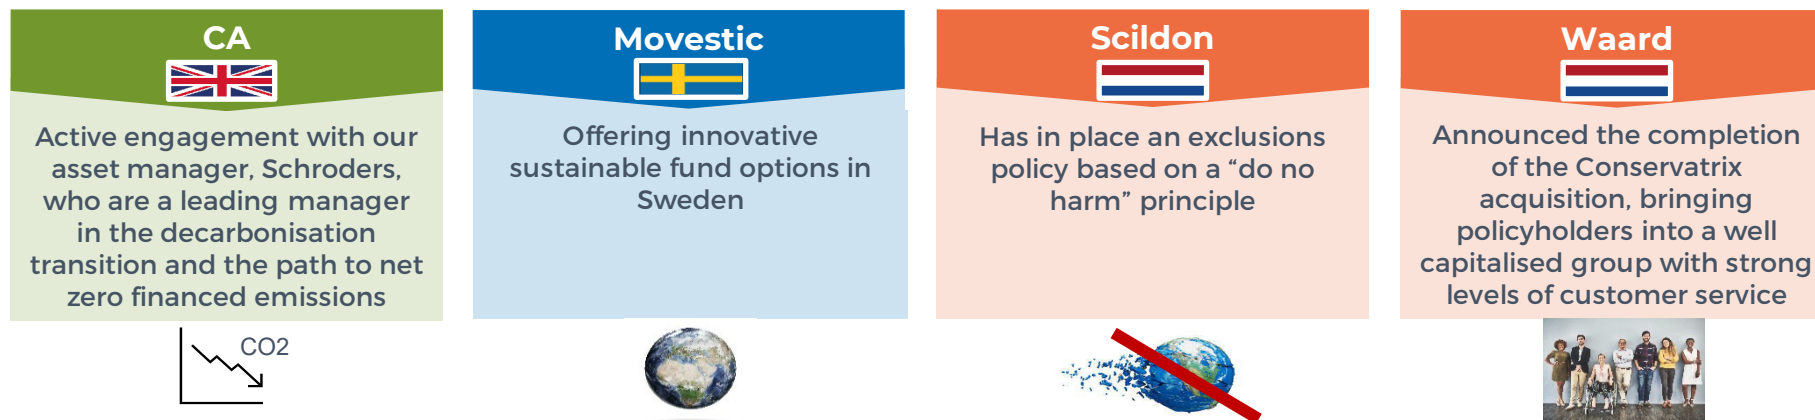 CA
Active engagement with our
asset manager, Schroders,
who are a leading manager
in the decarbonisation
transition and the path to net
zero financed emissions
CO2
Movestic
Offering innovative
sustainable fund options in
Sweden
Scildon
Has in place an exclusions
policy based on a “do no
harm” principle
Waard
Announced the completion
of the Conservatrix
acquisition, bringing
policyholders into a well
capitalised group with strong
levels of customer service